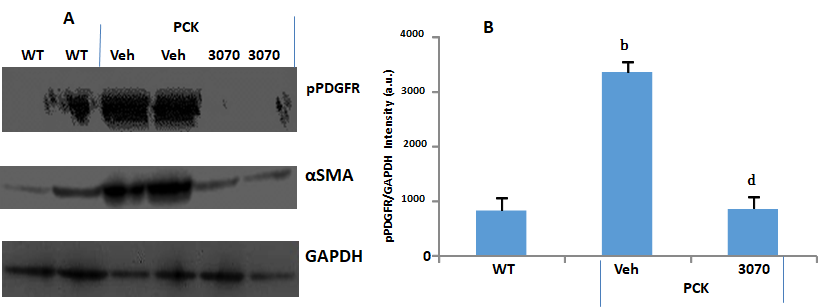 A
PCK
WT WT Veh Veh 3070 3070
pPDGFR
αSMA
GAPDH
B
pPDGFR/GAPDH Intensity (a.u.)
4000
3000
2000
1000
0
b
d
WT Veh 3070
PCK